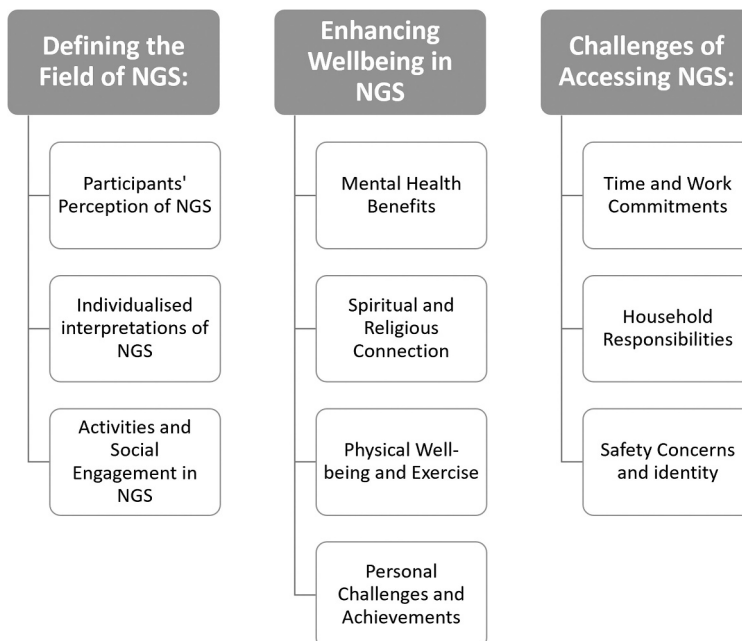 Defining the
Field of NGS:
Participants'
Perception of NGS
Individualised
interpretations of
NGS
Activities and
Social
Engagement in
NGS
Enhancing
Wellbeing in
NGS
Mental Health
Benefits
Spiritual and
Religious
Connection
Physical Well-
being and Exercise
Personal
Challenges and
Achievements
Challenges of
Accessing NGS:
Time and Work
Commitments
Household
Responsibilities
Safety Concerns
and identity